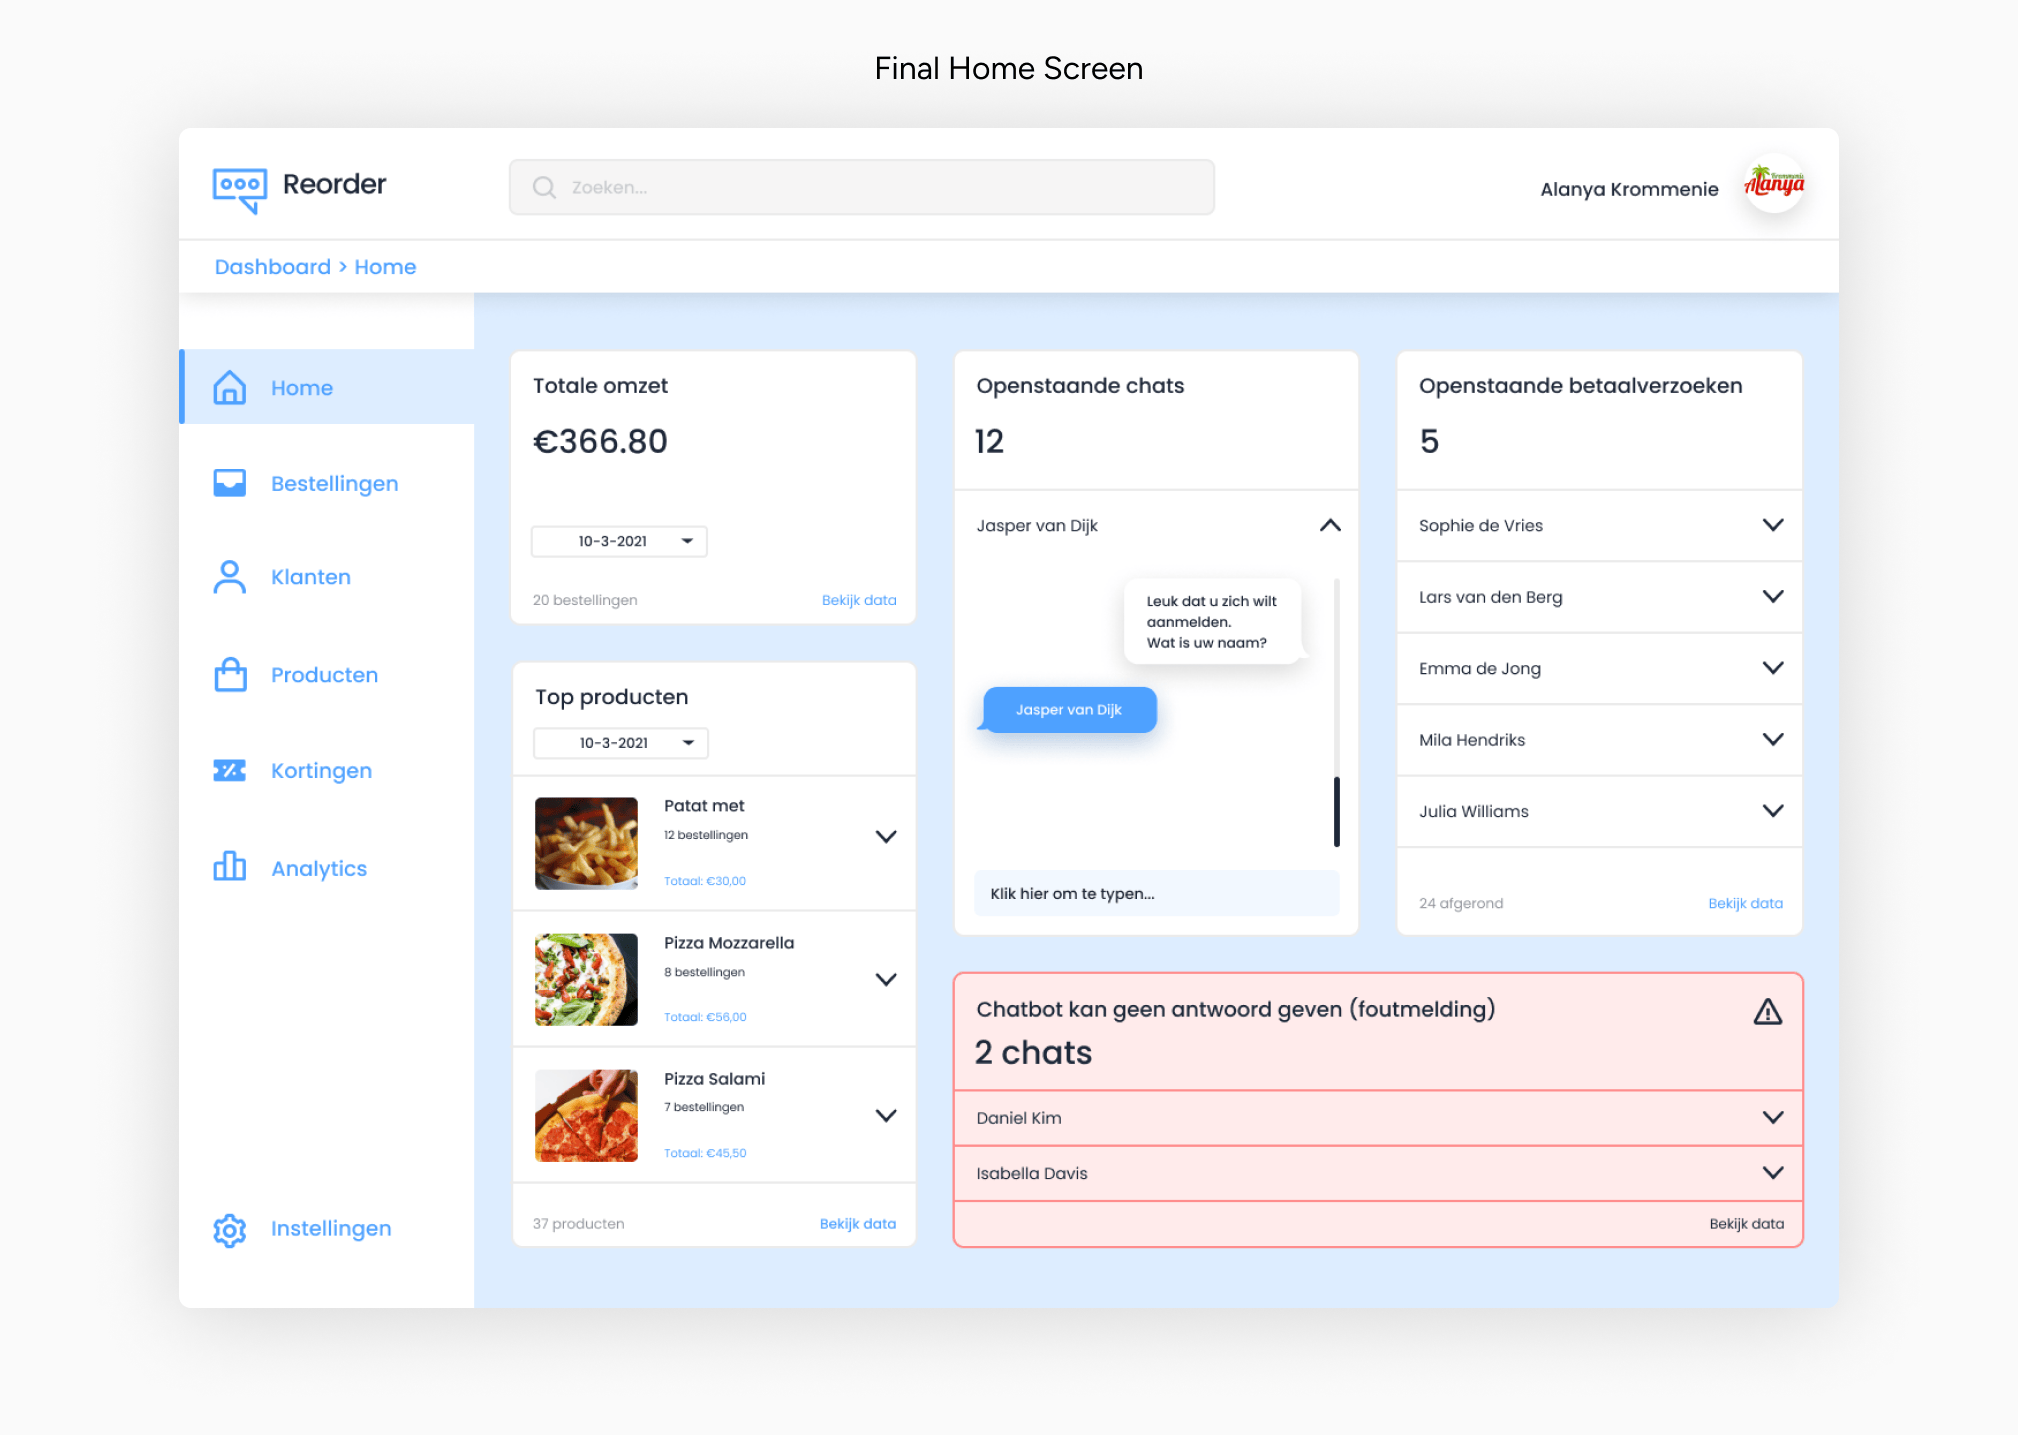 Final Home Screen
Reorder
Zoeken...
Alanya Krommenie
Krommenie
Alanya
Dashboard > Home
Home
Bestellingen
Klanten
Producten
Kortingen
Analytics
Instellingen
Totale omzet
€366.80
10-3-2021
20 bestellingen
Bekijk data
Top producten
10-3-2021
Patat met
12 bestellingen
Totaal: €30,00
Pizza Mozzarella
8 bestellingen
Totaal: €56,00
Pizza Salami
7 bestellingen
Totaal: €45,50
37 producten
Bekijk data
Openstaande chats
12
Jasper van Dijk
Leuk dat u zich wilt
aanmelden.
Wat is uw naam?
Jasper van Dijk
Klik hier om te typen...
Openstaande betaalverzoeken
5
Sophie de Vries
Lars van den Berg
Emma de Jong
Mila Hendriks
Julia Williams
24 afgerond
Bekijk data
Chatbot kan geen antwoord geven (foutmelding)
2 chats
Daniel Kim
Isabella Davis
Bekijk data